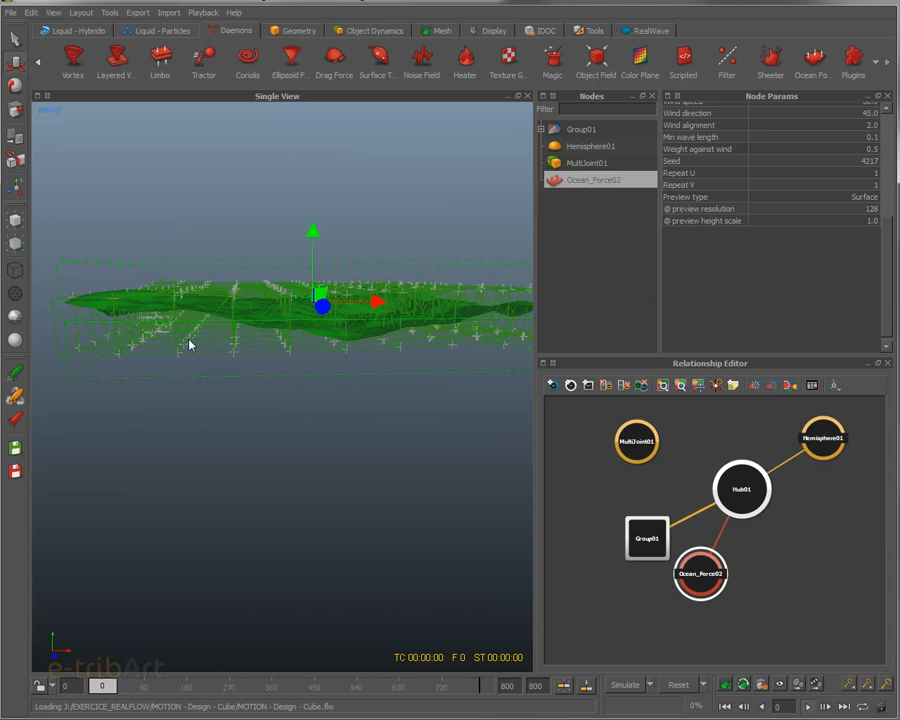 File Edit View Layout Tools Export Import Playback Help
Liquid - Hybrido Liquid - Particles Daemons Geometry Object Dynamics Mesh Display IDOC Tools RealWave
Vortex Layered V... Limbo Tractor Coriolis Ellipsoid F... Drag Force Surface T... Noise Field Heater Texture G... Magic Object Field Color Plane Scripted Filter Sheeter Ocean Fo... Plugins
Single View
persp
Nodes
Filter
Group01
Hemisphere01
MultiJoint01
Ocean_Force02
Node Params
Wind speed 30.0
Wind direction 45.0
Wind alignment 2.0
Min wave length 0.1
Weight against wind 0.5
Seed 4217
Repeat U 1
Repeat V 1
Preview type Surface
@ preview resolution 128
@ preview height scale 1.0
Relationship Editor
MultiJoint01
Hemisphere01
Hub01
Group01
Ocean_Force02
e-tribArt
TC 00:00:00 F 0 ST 00:00:00
0 0 90 180 270 360 450 540 630 720 800 800
Simulate Reset
Loading J:/EXERCICE_REALFLOW/MOTION - Design - Cube/MOTION - Design - Cube.flw
0% 0